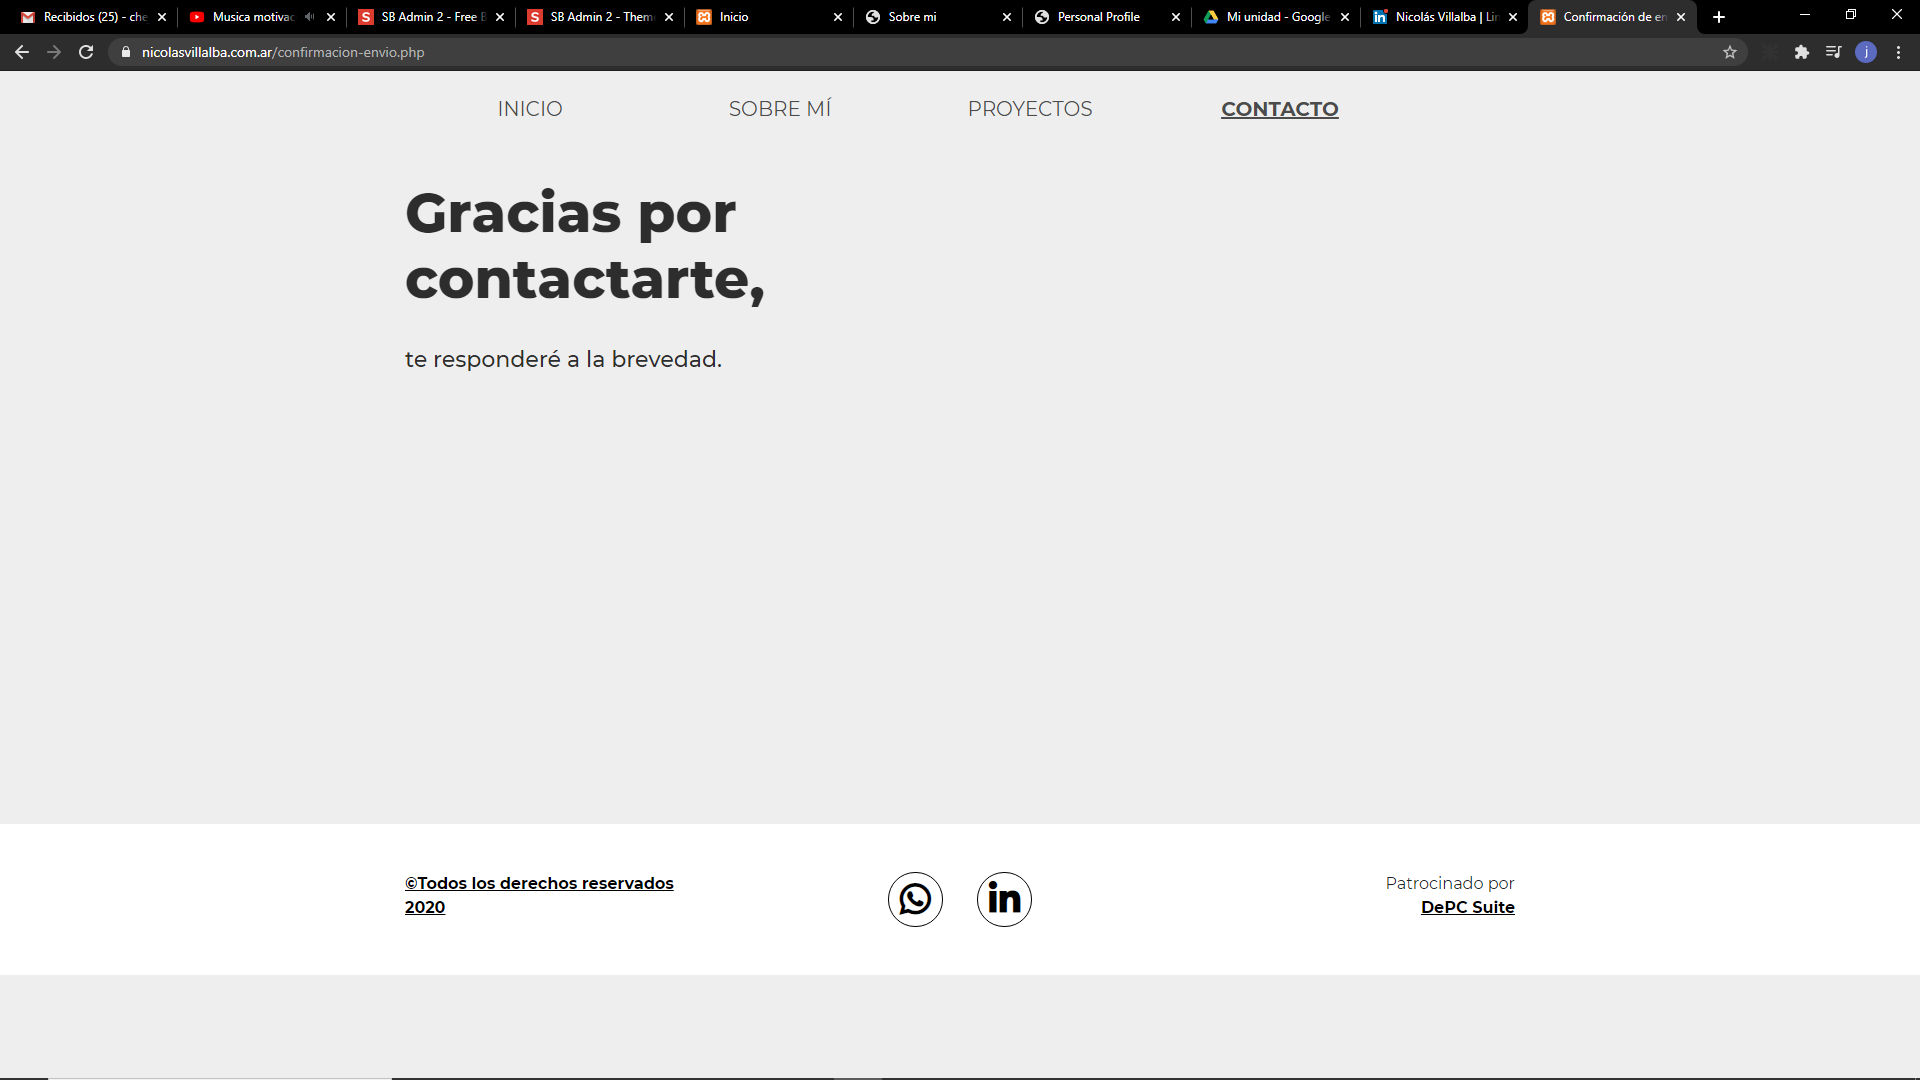 Recibidos (25) - che
Musica motivac
SB Admin 2 - Free B
SB Admin 2 - Them
Inicio
Sobre mi
Personal Profile
Mi unidad - Google
Nicolás Villalba | Lin
Confirmación de en
nicolasvillalba.com.ar/confirmacion-envio.php
j
INICIO
SOBRE MÍ
PROYECTOS
CONTACTO
Gracias por
contactarte,
te responderé a la brevedad.
©Todos los derechos reservados
2020
in
Patrocinado por
DePC Suite